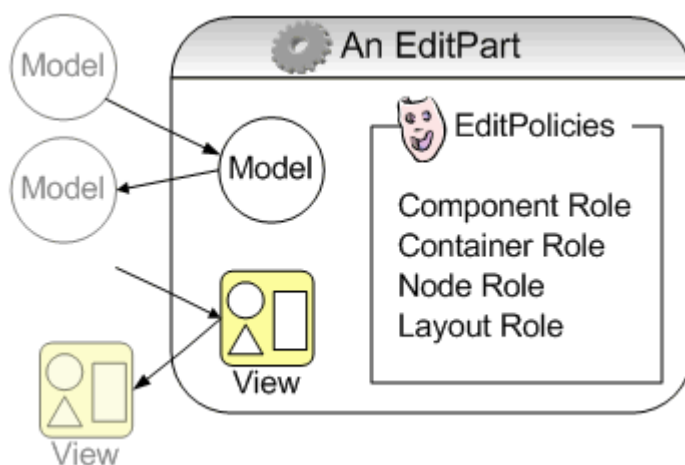 An EditPart
Model
Model
Model
EditPolicies
Component Role
Container Role
Node Role
Layout Role
View
View